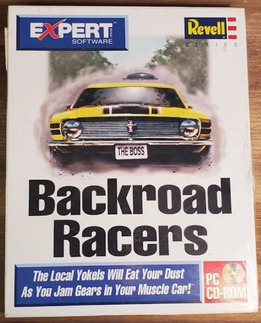 EXPERT
SOFTWARE
Revell
SERIES
THE BOSS
Backroad
Racers
The Local Yokels Will Eat Your Dust
As You Jam Gears in Your Muscle Car!
PC
CD-ROM